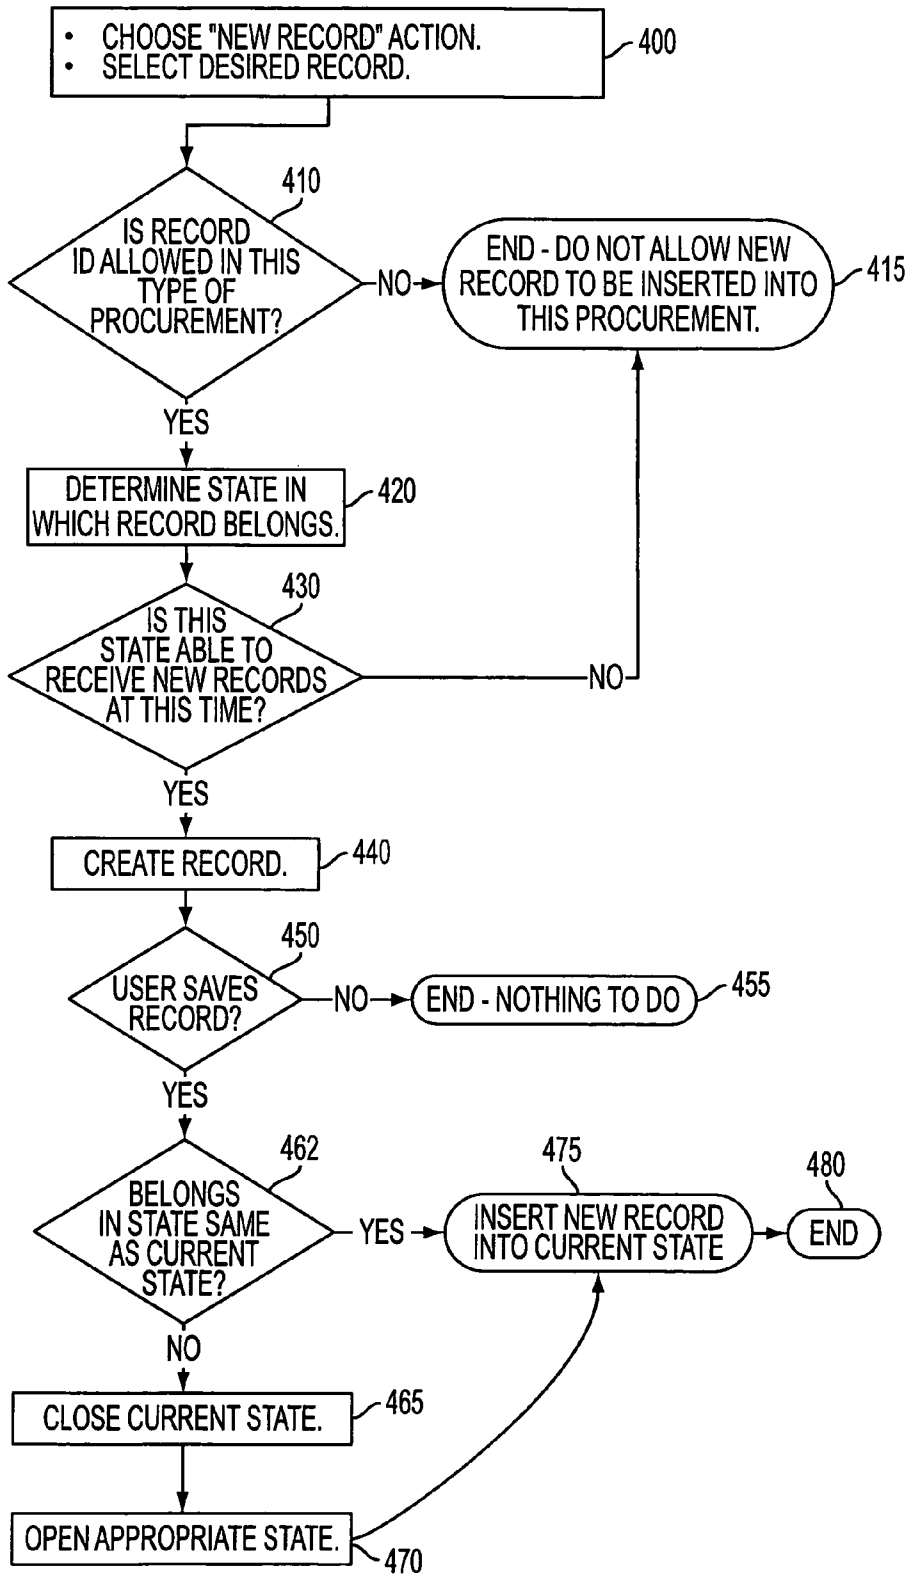 • CHOOSE "NEW RECORD" ACTION.
• SELECT DESIRED RECORD.
400
410
IS RECORD
ID ALLOWED IN THIS
TYPE OF
PROCUREMENT?
NO
END - DO NOT ALLOW NEW
RECORD TO BE INSERTED INTO
THIS PROCUREMENT.
415
YES
DETERMINE STATE IN
WHICH RECORD BELONGS.
420
430
IS THIS
STATE ABLE TO
RECEIVE NEW RECORDS
AT THIS TIME?
NO
YES
CREATE RECORD.
440
450
USER SAVES
RECORD?
NO
END - NOTHING TO DO
455
YES
462
BELONGS
IN STATE SAME
AS CURRENT
STATE?
YES
475
INSERT NEW RECORD
INTO CURRENT STATE
480
END
NO
CLOSE CURRENT STATE.
465
OPEN APPROPRIATE STATE.
470